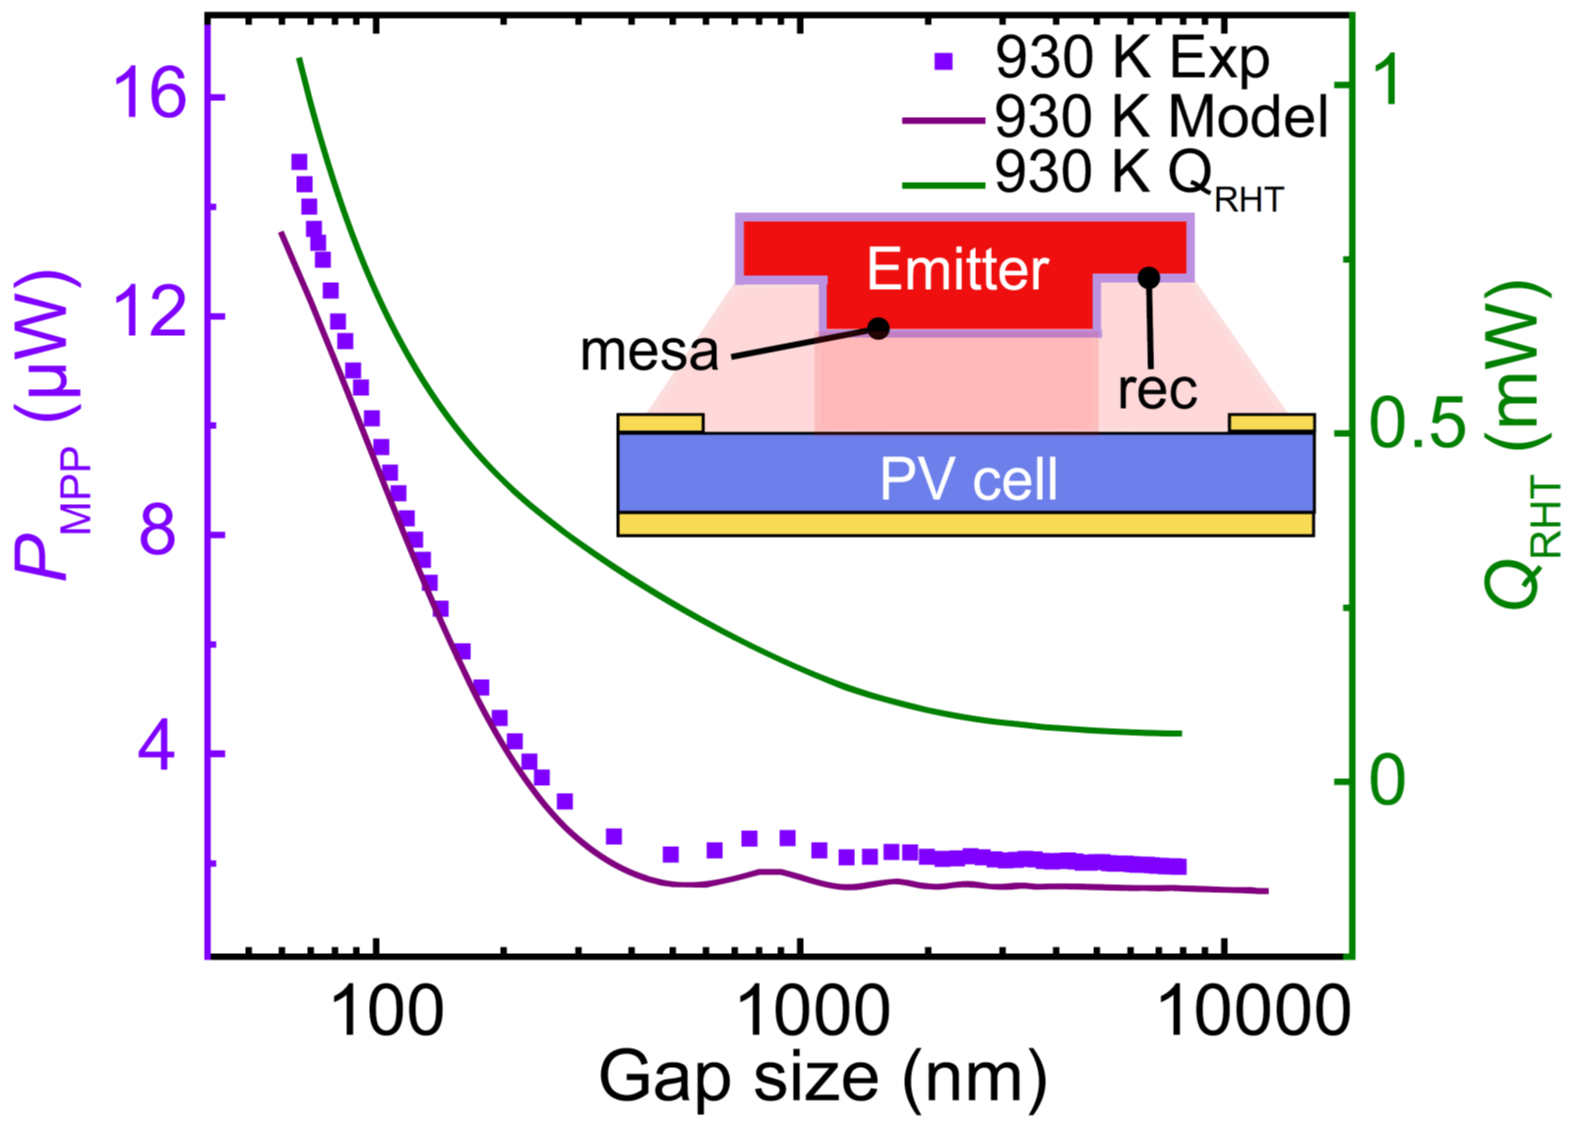 930 K Exp
930 K Model
930 K Q_RHT
16
12
8
4
P_MPP (μW)
1
0.5
0
Q_RHT (mW)
Emitter
mesa
rec
PV cell
100
1000
10000
Gap size (nm)